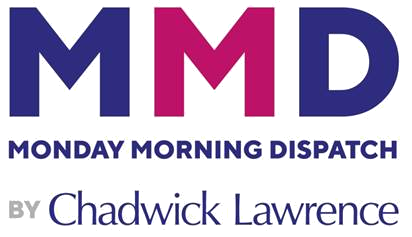 MMD
MONDAY MORNING DISPATCH
BY Chadwick Lawrence